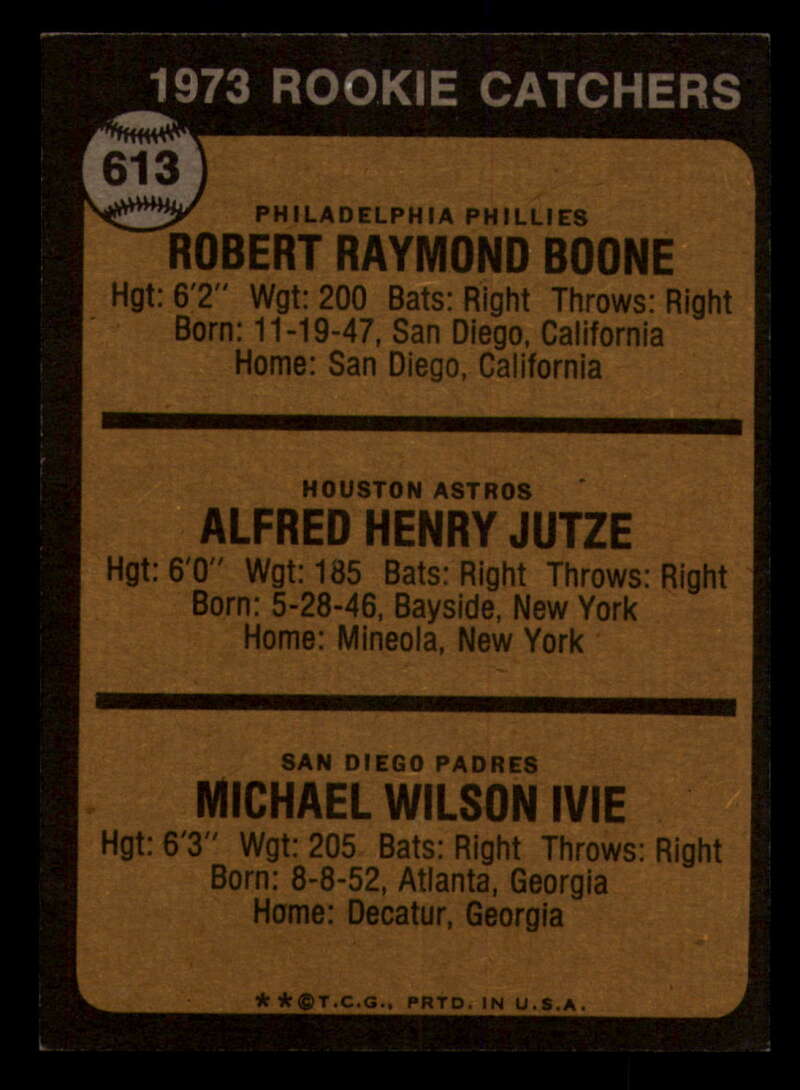 1973 ROOKIE CATCHERS
613
PHILADELPHIA PHILLIES
ROBERT RAYMOND BOONE
Hgt: 6'2" Wgt: 200 Bats: Right Throws: Right
Born: 11-19-47, San Diego, California
Home: San Diego, California
HOUSTON ASTROS
ALFRED HENRY JUTZE
Hgt: 6'0" Wgt: 185 Bats: Right Throws: Right
Born: 5-28-46, Bayside, New York
Home: Mineola, New York
SAN DIEGO PADRES
MICHAEL WILSON IVIE
Hgt: 6'3" Wgt: 205 Bats: Right Throws: Right
Born: 8-8-52, Atlanta, Georgia
Home: Decatur, Georgia
**©T.C.G., PRTD. IN U.S.A.